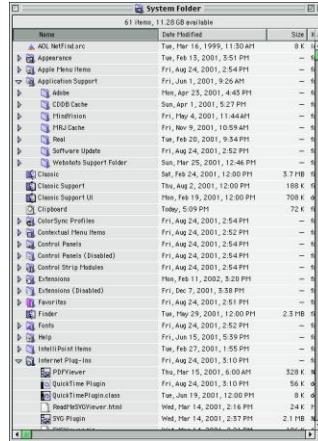 System Folder
61 items, 11.28 GB available
Name Date Modified Size
AOL NetFind.src Tue, Mar 16, 1999, 11:30 AM 8 K
Appearance Tue, Feb 13, 2001, 3:51 PM –
Apple Menu Items Fri, Aug 24, 2001, 2:54 PM –
Application Support Fri, Jun 1, 2001, 9:26 AM –
Adobe Mon, Apr 23, 2001, 4:43 PM –
CDDB Cache Sun, Apr 1, 2001, 5:27 PM –
MindVision Fri, May 4, 2001, 11:44 AM –
MRJ Cache Fri, Nov 9, 2001, 10:59 AM –
Real Tue, Feb 20, 2001, 9:34 PM –
Software Update Fri, Aug 24, 2001, 2:52 PM –
Webstats Support Folder Sun, Mar 25, 2001, 12:46 PM –
Classic Sat, Feb 24, 2001, 12:00 PM 3.7 MB
Classic Support Thu, Aug 2, 2001, 12:00 PM 188 K
Classic Support UI Mon, Feb 19, 2001, 12:00 PM 708 K
Clipboard Today, 5:09 PM 72 K
ColorSync Profiles Fri, Aug 24, 2001, 2:54 PM –
Contextual Menu Items Fri, Aug 24, 2001, 2:52 PM –
Control Panels Fri, Aug 24, 2001, 2:54 PM –
Control Panels (Disabled) Fri, Aug 24, 2001, 2:54 PM –
Control Strip Modules Fri, Aug 24, 2001, 2:54 PM –
Extensions Mon, Feb 11, 2002, 3:20 PM –
Extensions (Disabled) Fri, Dec 7, 2001, 3:38 PM –
Favorites Fri, Aug 24, 2001, 2:51 PM –
Finder Tue, May 29, 2001, 12:00 PM 2.3 MB
Fonts Fri, Aug 24, 2001, 2:52 PM –
Help Fri, Jun 15, 2001, 5:39 PM –
IntelliPoint Items Tue, Feb 27, 2001, 1:55 PM –
Internet Plug-Ins Fri, Aug 24, 2001, 3:10 PM –
PDFViewer Thu, Mar 15, 2001, 6:00 AM 328 K
QuickTime Plugin Fri, Aug 24, 2001, 3:10 PM 56 K
QuickTimePlugin.class Tue, Jun 19, 2001, 12:00 PM 8 K
ReadMeSVGViewer.html Wed, Mar 14, 2001, 2:16 PM 24 K
SVG Plugin Wed, Mar 14, 2001, 2:37 PM 2.1 MB